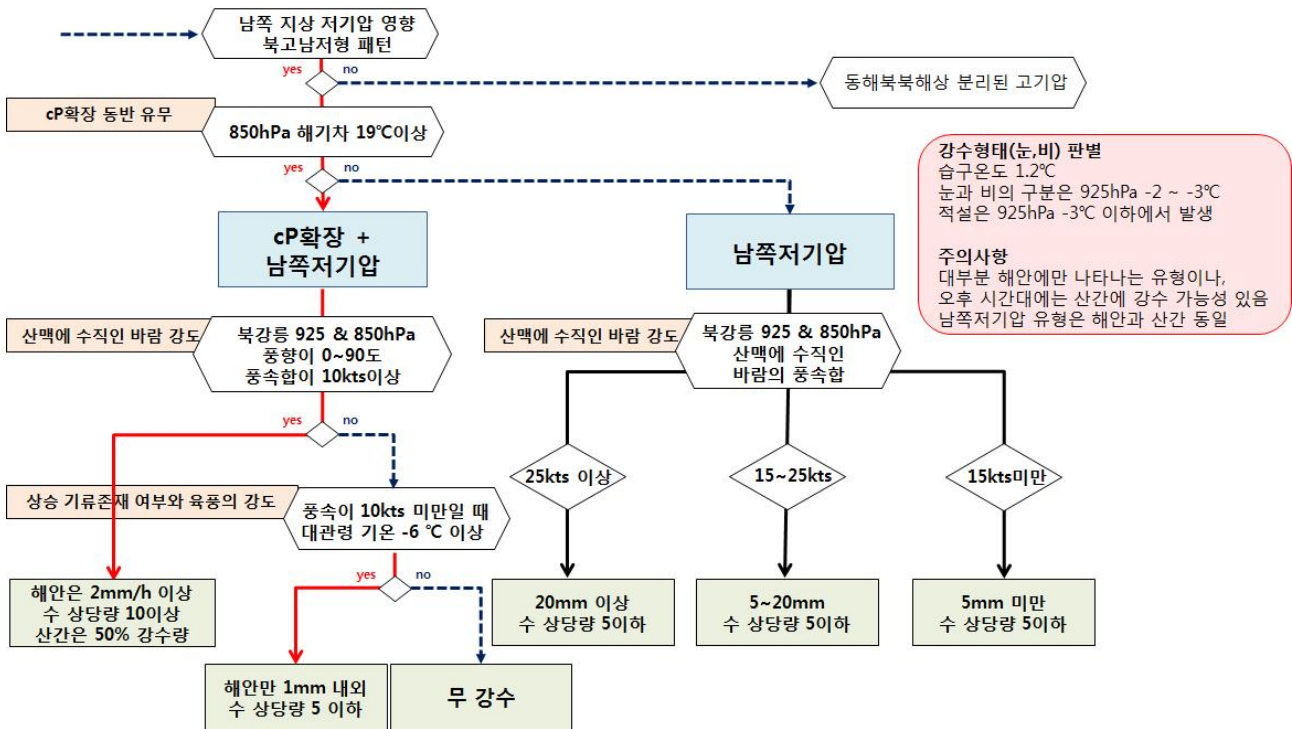 남쪽 지상 저기압 영향
북고남저형 패턴
yes
no
동해북북해상 분리된 고기압
cP확장 동반 유무
850hPa 해기차 19℃이상
yes
no
강수형태(눈,비) 판별
습구온도 1.2℃
눈과 비의 구분은 925hPa -2 ~ -3℃
적설은 925hPa -3℃ 이하에서 발생
주의사항
대부분 해안에만 나타나는 유형이나,
오후 시간대에는 산간에 강수 가능성 있음
남쪽저기압 유형은 해안과 산간 동일
cP확장 +
남쪽저기압
남쪽저기압
산맥에 수직인 바람 강도
북강릉 925 & 850hPa
풍향이 0~90도
풍속합이 10kts이상
산맥에 수직인 바람 강도
북강릉 925 & 850hPa
산맥에 수직인
바람의 풍속합
yes
no
25kts 이상
15~25kts
15kts미만
상승 기류존재 여부와 육풍의 강도
풍속이 10kts 미만일 때
대관령 기온 -6 ℃ 이상
yes
no
해안은 2mm/h 이상
수 상당량 10이상
산간은 50% 강수량
20mm 이상
수 상당량 5이하
5~20mm
수 상당량 5이하
5mm 미만
수 상당량 5이하
해안만 1mm 내외
수 상당량 5 이하
무 강수